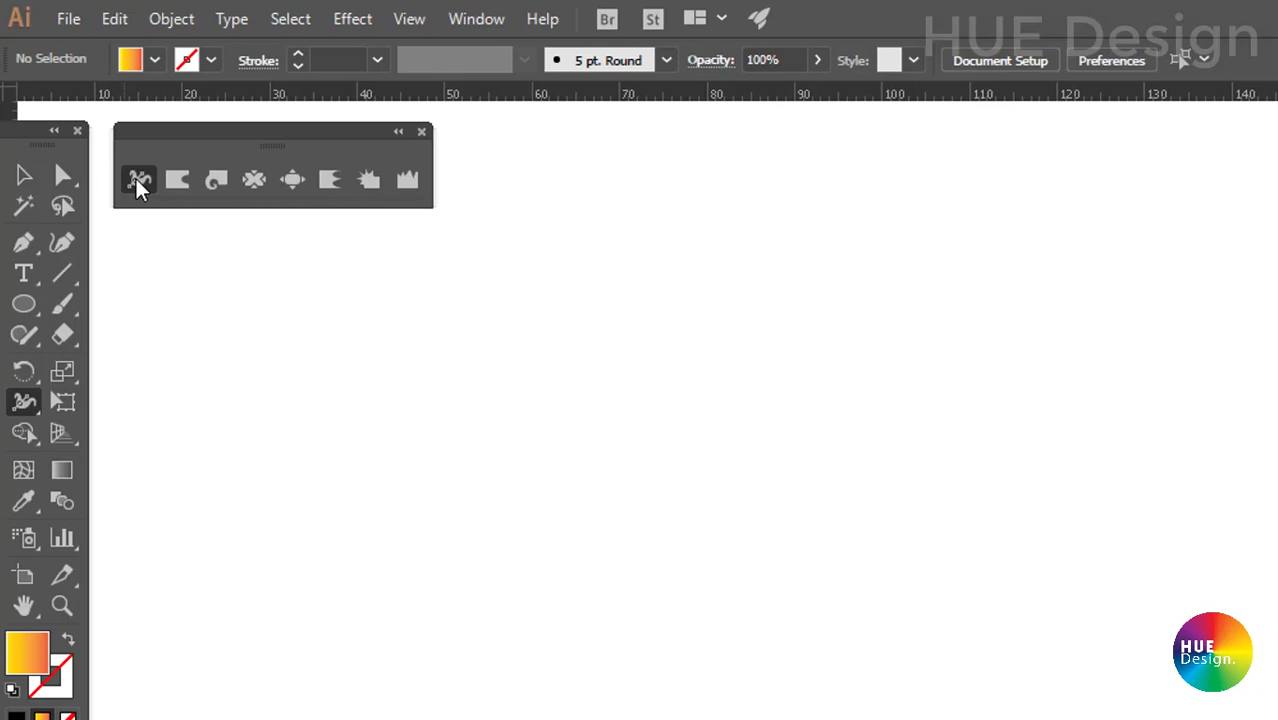 Ai File Edit Object Type Select Effect View Window Help Br St
HUE Design
No Selection Stroke: 5 pt. Round Opacity: 100% Style: Document Setup Preferences
10 20 30 40 50 60 70 80 90 100 110 120 130 140
T
HUE
Design.